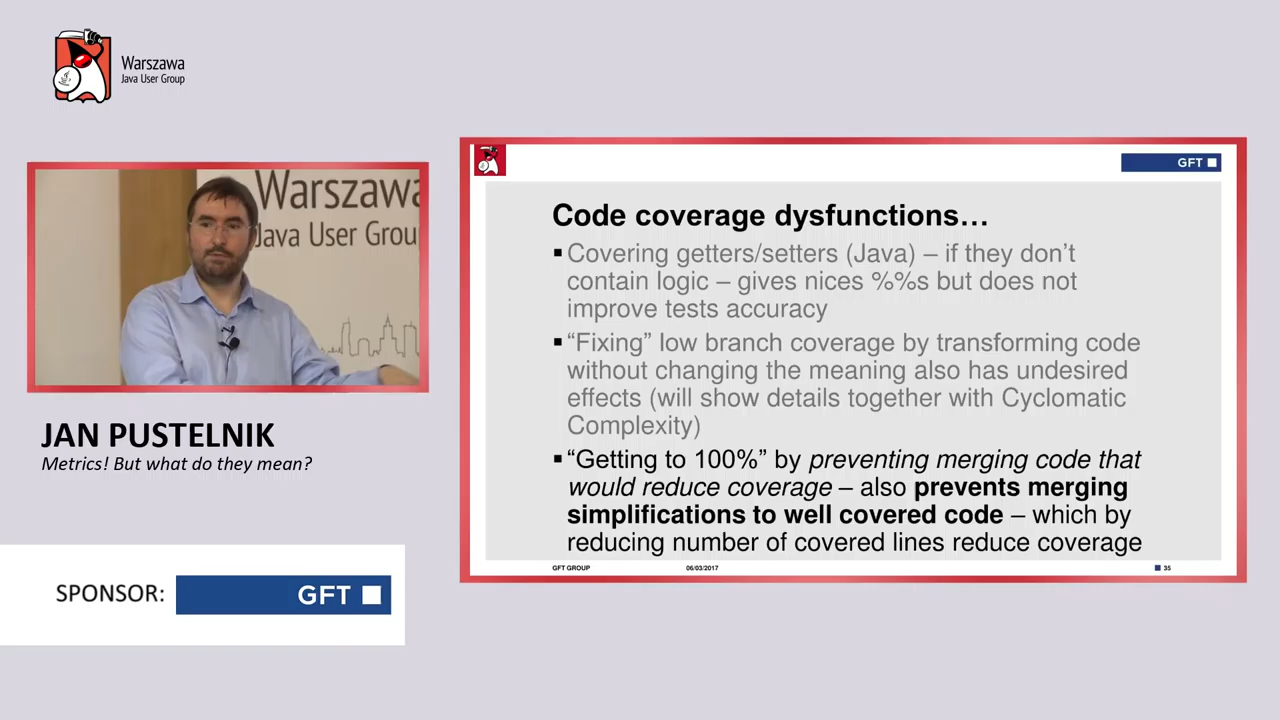 Warszawa
Java User Group
Warszawa
Java User Grou
JAN PUSTELNIK
Metrics! But what do they mean?
SPONSOR:
GFT
GFT
Code coverage dysfunctions…
Covering getters/setters (Java) – if they don't
contain logic – gives nices %%s but does not
improve tests accuracy
“Fixing” low branch coverage by transforming code
without changing the meaning also has undesired
effects (will show details together with Cyclomatic
Complexity)
“Getting to 100%” by preventing merging code that
would reduce coverage – also prevents merging
simplifications to well covered code – which by
reducing number of covered lines reduce coverage
GFT GROUP
06/03/2017
35